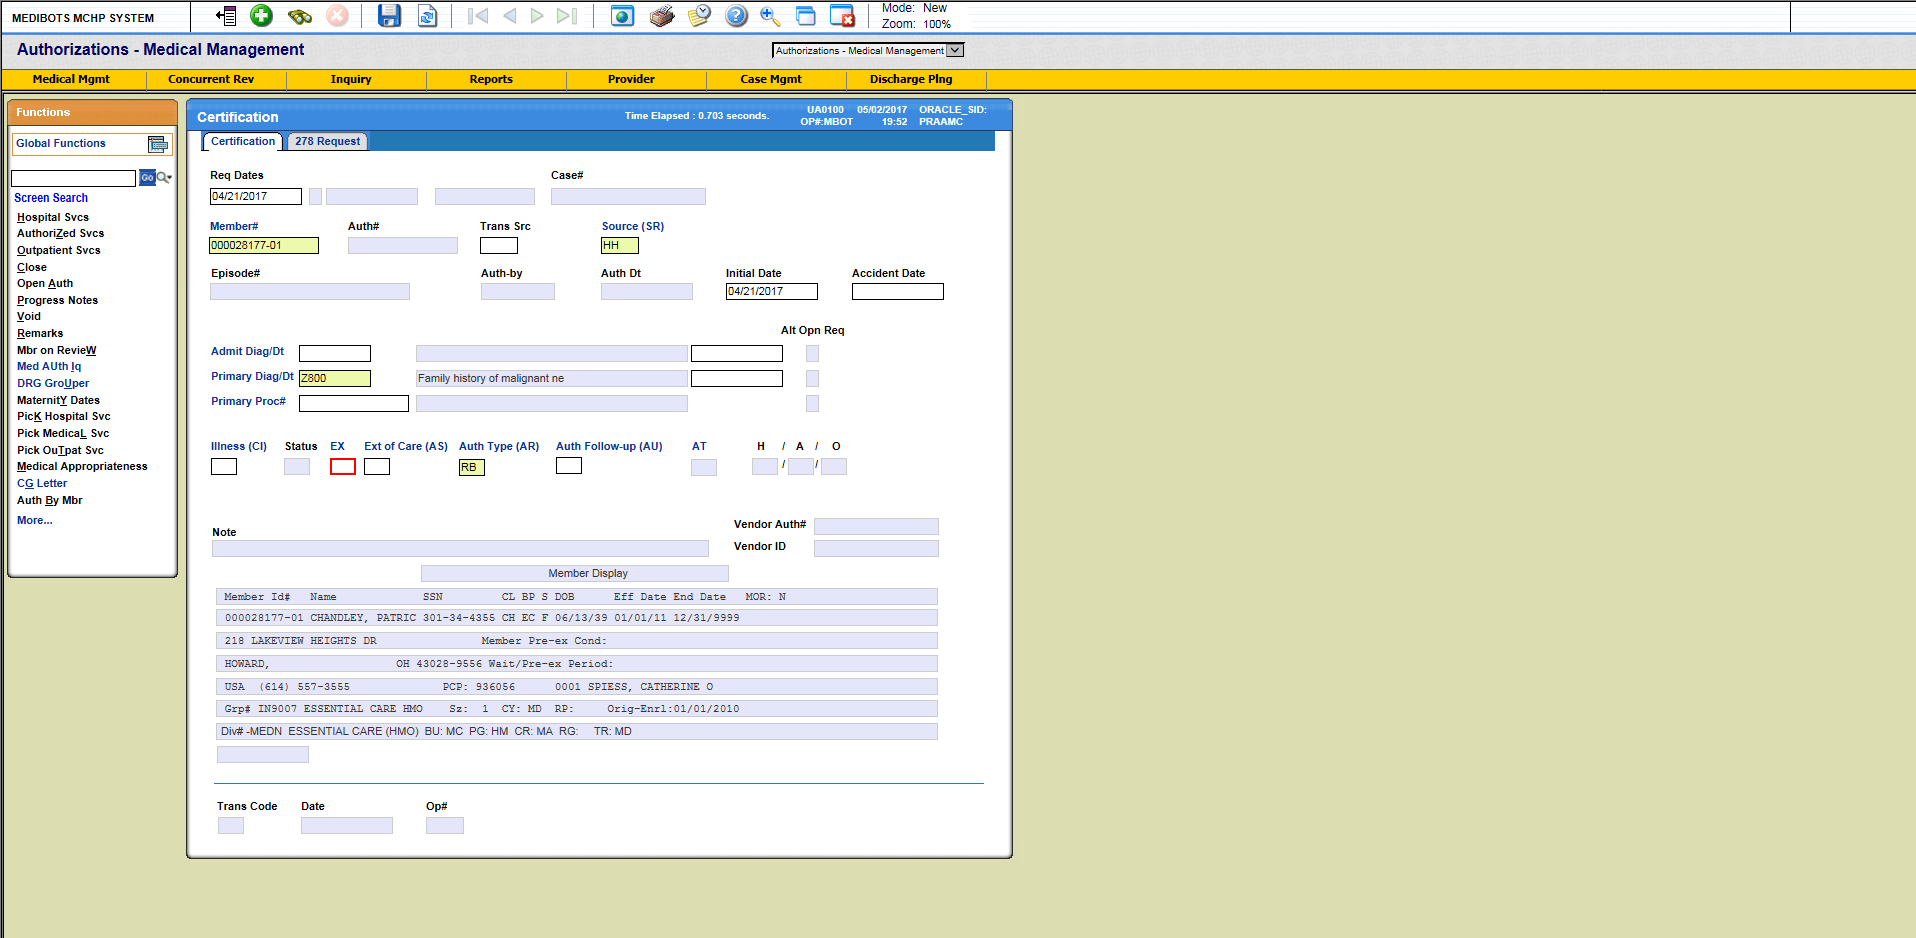 MEDIBOTS MCHP SYSTEM
Mode: New
Zoom: 100%
Authorizations - Medical Management
Authorizations - Medical Management
Medical Mgmt Concurrent Rev Inquiry Reports Provider Case Mgmt Discharge Plng
Functions
Global Functions
Go
Screen Search
Hospital Svcs
AuthoriZed Svcs
Outpatient Svcs
Close
Open Auth
Progress Notes
Void
Remarks
Mbr on RevieW
Med AUth Iq
DRG GroUper
MaternitY Dates
PicK Hospital Svc
Pick MedicaL Svc
Pick OuTpat Svc
Medical Appropriateness
CG Letter
Auth By Mbr
More...
Certification
Time Elapsed : 0.703 seconds.
UA0100 05/02/2017 ORACLE_SID:
OP#:MBOT 19:52 PRAAMC
Certification 278 Request
Req Dates Case#
04/21/2017
Member# Auth# Trans Src Source (SR)
000028177-01 HH
Episode# Auth-by Auth Dt Initial Date Accident Date
04/21/2017
Alt Opn Req
Admit Diag/Dt
Primary Diag/Dt Z800 Family history of malignant ne
Primary Proc#
Illness (CI) Status EX Ext of Care (AS) Auth Type (AR) Auth Follow-up (AU) AT H / A / O
RB / /
Vendor Auth#
Note
Vendor ID
Member Display
Member Id# Name SSN CL BP S DOB Eff Date End Date MOR: N
000028177-01 CHANDLEY, PATRIC 301-34-4355 CH EC F 06/13/39 01/01/11 12/31/9999
218 LAKEVIEW HEIGHTS DR Member Pre-ex Cond:
HOWARD, OH 43028-9556 Wait/Pre-ex Period:
USA (614) 557-3555 PCP: 936056 0001 SPIESS, CATHERINE O
Grp# IN9007 ESSENTIAL CARE HMO Sz: 1 CY: MD RP: Orig-Enrl:01/01/2010
Div# -MEDN ESSENTIAL CARE (HMO) BU: MC PG: HM CR: MA RG: TR: MD
Trans Code Date Op#